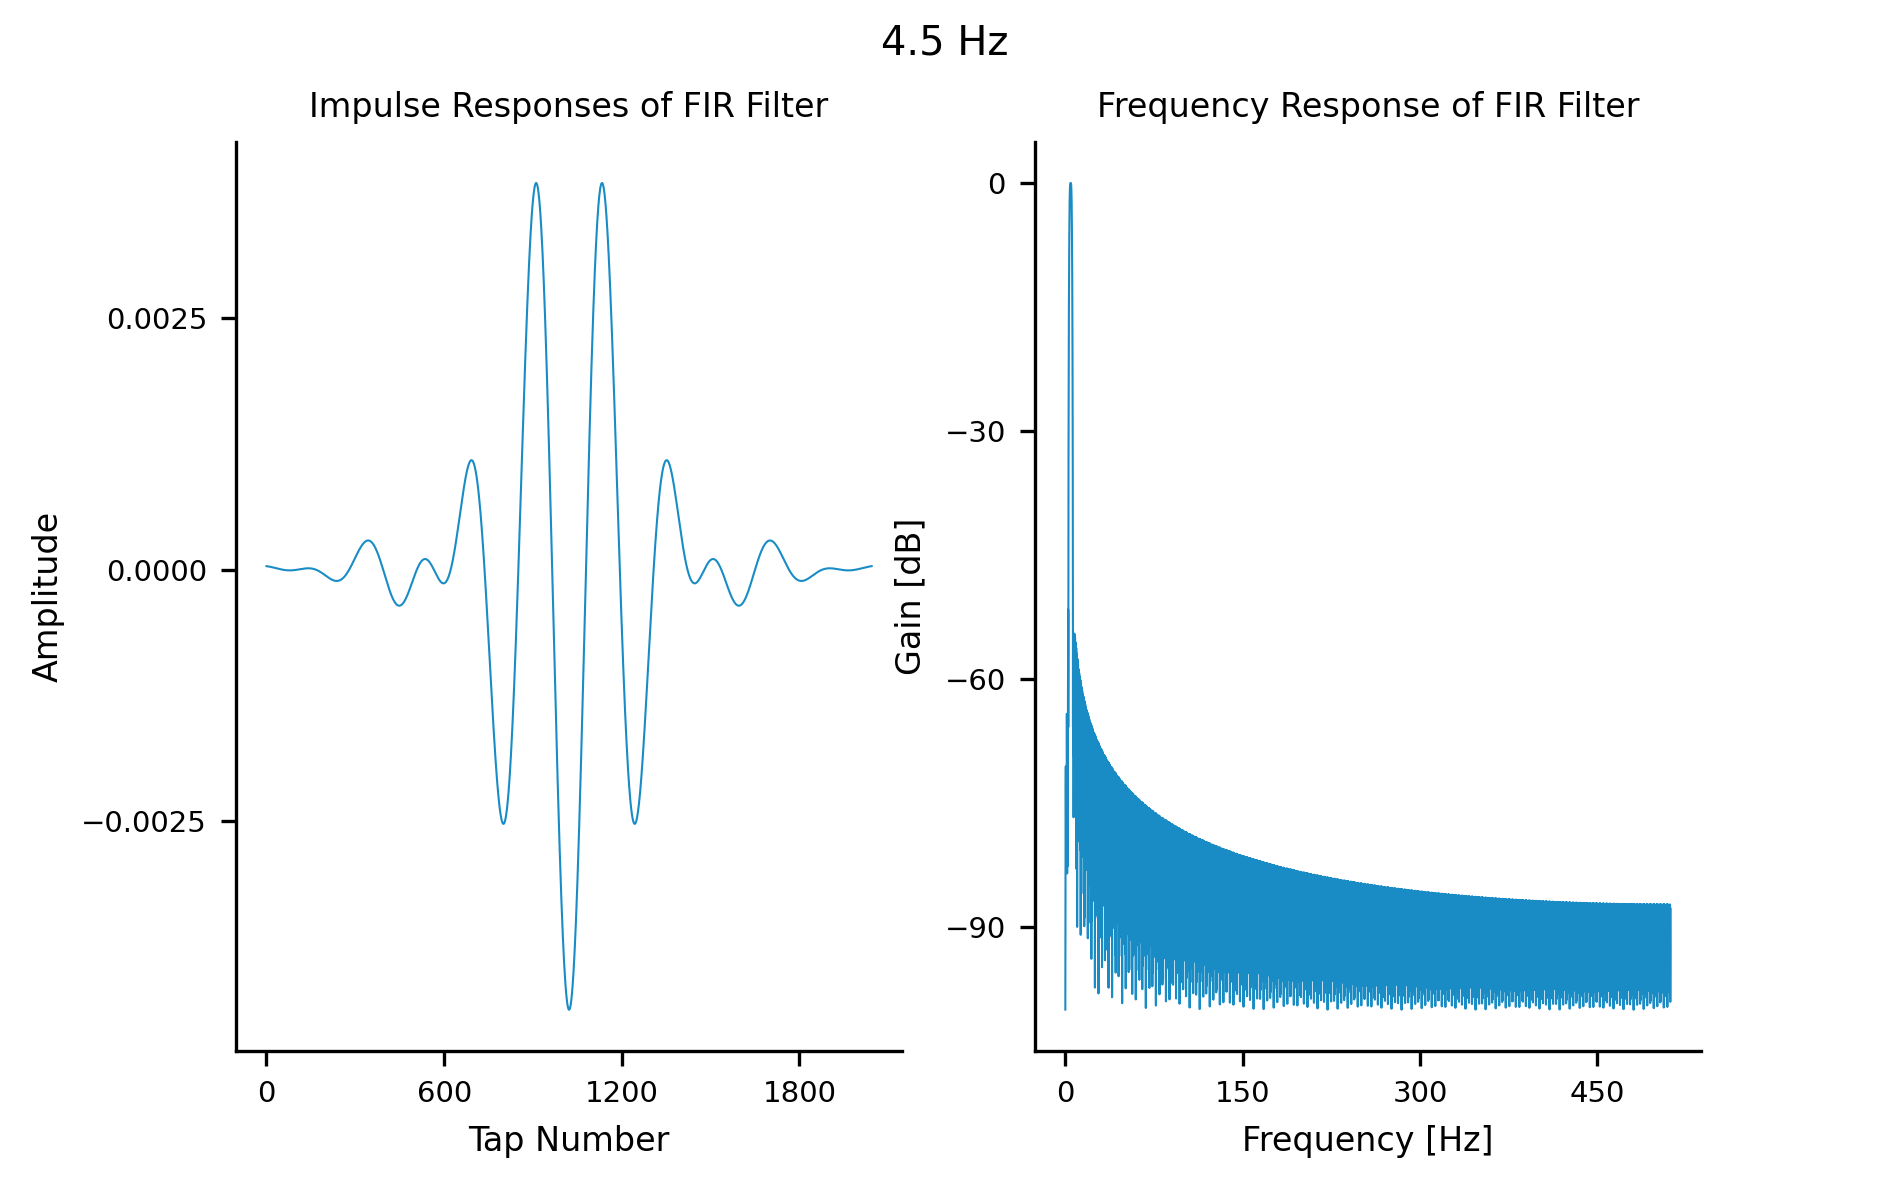 4.5 Hz
Impulse Responses of FIR Filter
0.0025
0.0000
−0.0025
Amplitude
0
600
1200
1800
Tap Number
Frequency Response of FIR Filter
0
−30
−60
−90
Gain [dB]
0
150
300
450
Frequency [Hz]